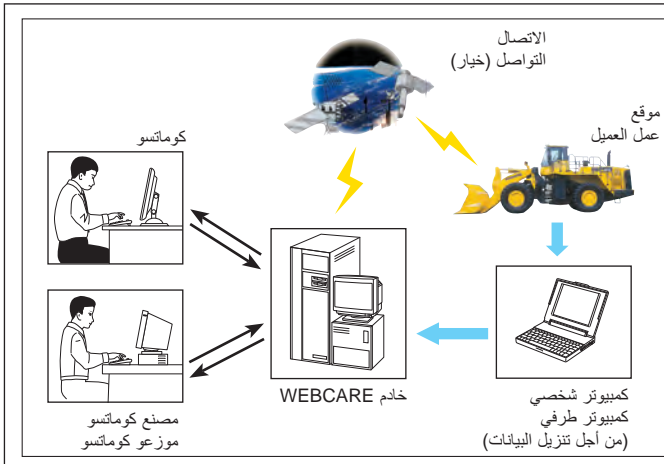 الاتصال
التواصل (خيار)
موقع
عمل العميل
كوماتسو
خادم WEBCARE
كمبيوتر شخصي
كمبيوتر طرفي
(من أجل تنزيل البيانات)
مصنع كوماتسو
موزعو كوماتسو